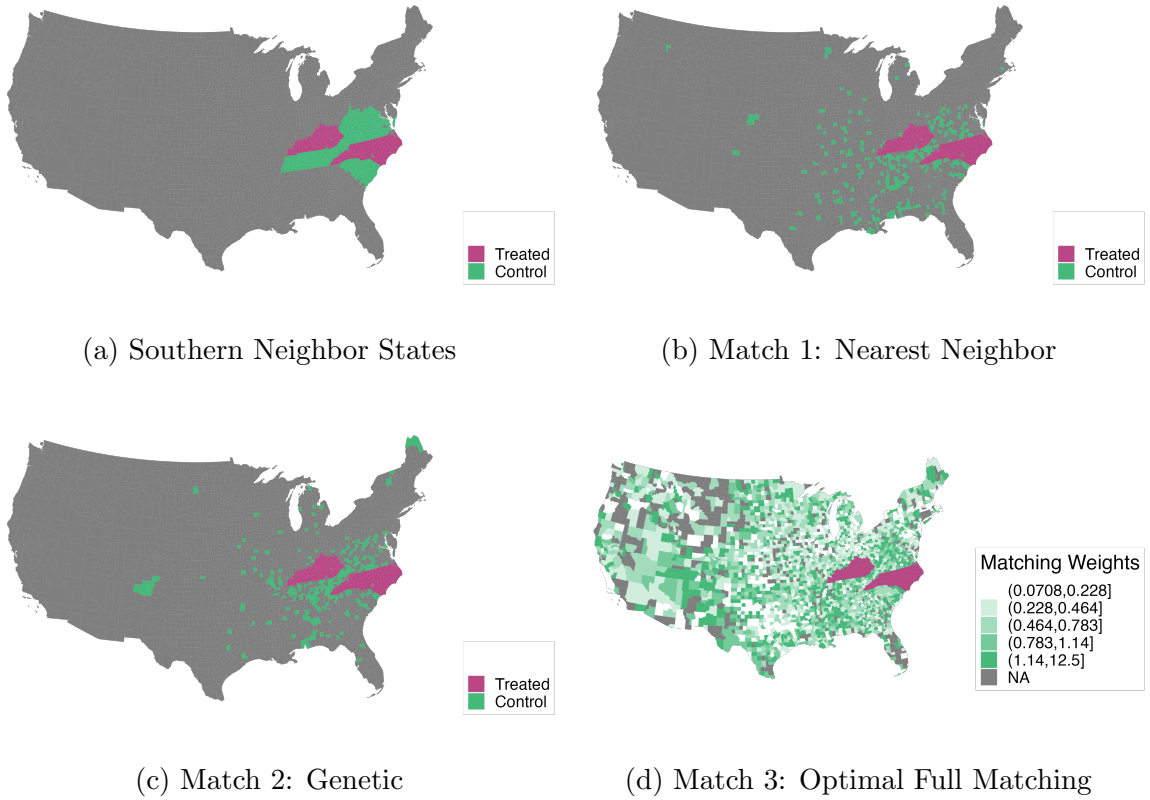 Treated
Control
Treated
Control
(a) Southern Neighbor States
(b) Match 1: Nearest Neighbor
Treated
Control
Matching Weights
(0.0708,0.228]
(0.228,0.464]
(0.464,0.783]
(0.783,1.14]
(1.14,12.5]
NA
(c) Match 2: Genetic
(d) Match 3: Optimal Full Matching